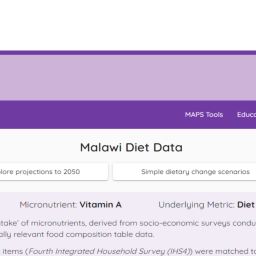 MAPS Tools Educa
Malawi Diet Data
lore projections to 2050 Simple dietary change scenarios
Micronutrient: Vitamin A Underlying Metric: Diet
take' of micronutrients, derived from socio-economic surveys condu
ally relevant food composition table data.
items (Fourth Integrated Household Survey (IHS4)) were matched to